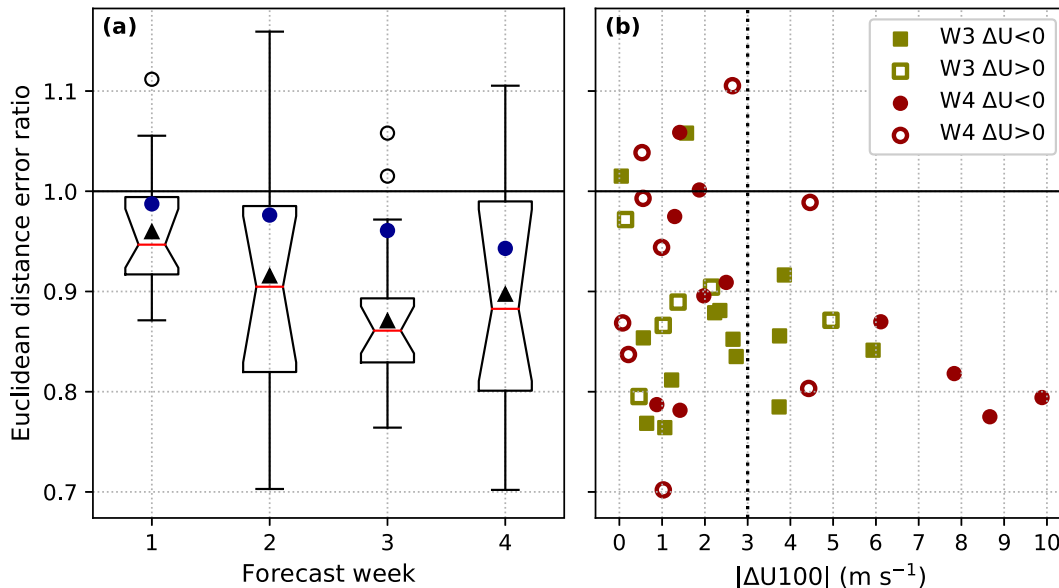 (a)
Euclidean distance error ratio
1.1
1.0
0.9
0.8
0.7
1 2 3 4
Forecast week
(b)
W3 ΔU<0
W3 ΔU>0
W4 ΔU<0
W4 ΔU>0
0 1 2 3 4 5 6 7 8 9 10
|ΔU100| (m s⁻¹)